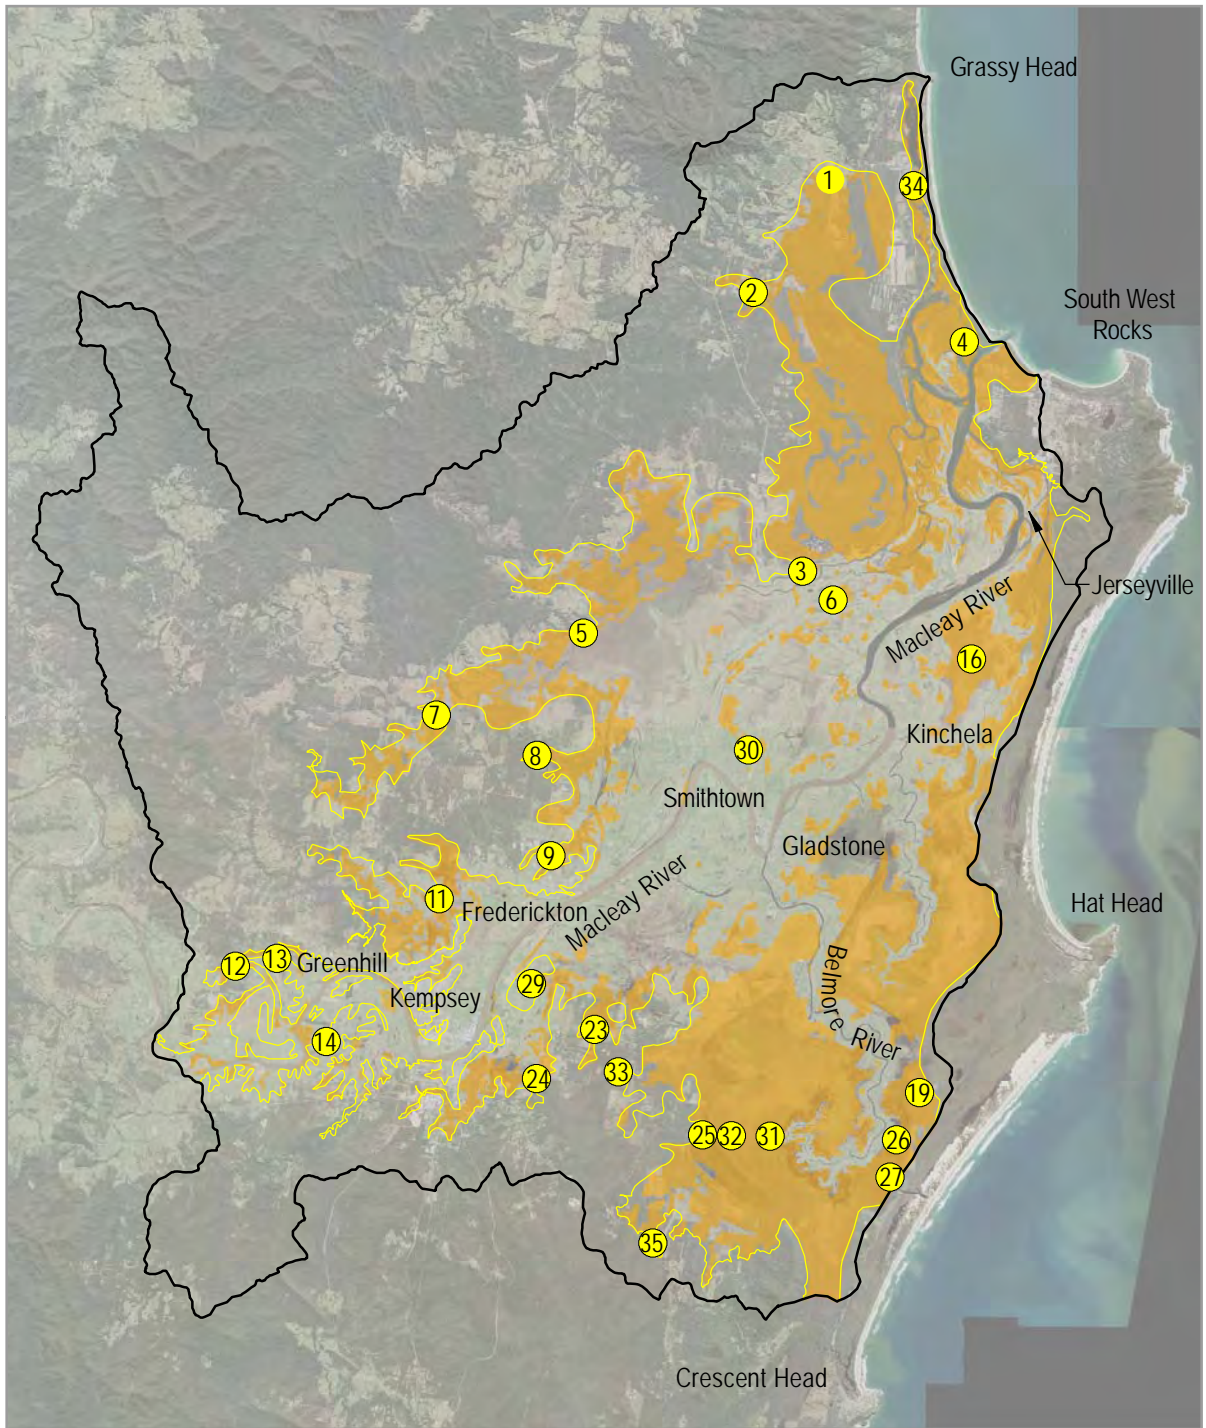 Grassy Head
1
34
2
South West
Rocks
4
3
6
Jerseyville
5
Macleay River
16
7
Kinchela
8
30
Smithtown
Gladstone
9
11
Frederickton
Macleay River
Hat Head
12
13
Greenhill
29
Kempsey
Belmore River
23
14
33
24
19
25
32
31
26
27
35
Crescent Head